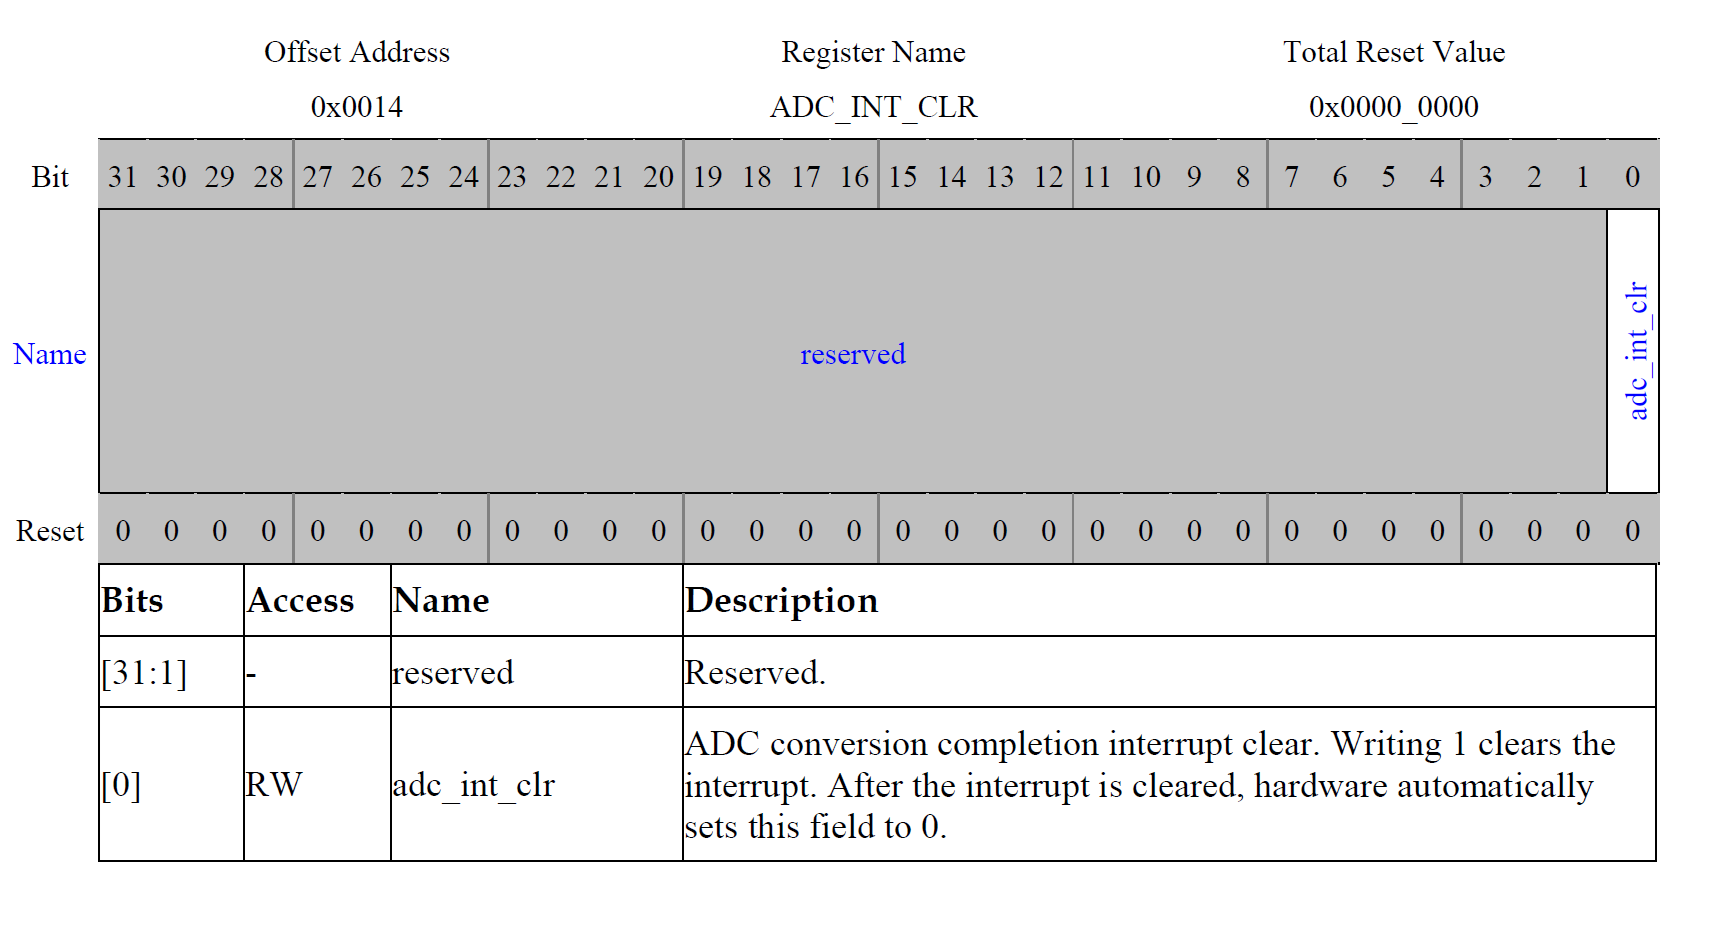 Offset Address Register Name Total Reset Value
0x0014 ADC_INT_CLR 0x0000_0000
Bit 31 30 29 28 27 26 25 24 23 22 21 20 19 18 17 16 15 14 13 12 11 10 9 8 7 6 5 4 3 2 1 0
Name reserved adc_int_clr
Reset 0 0 0 0 0 0 0 0 0 0 0 0 0 0 0 0 0 0 0 0 0 0 0 0 0 0 0 0 0 0 0 0
Bits Access Name Description
[31:1] - reserved Reserved.
[0] RW adc_int_clr ADC conversion completion interrupt clear. Writing 1 clears the
interrupt. After the interrupt is cleared, hardware automatically
sets this field to 0.